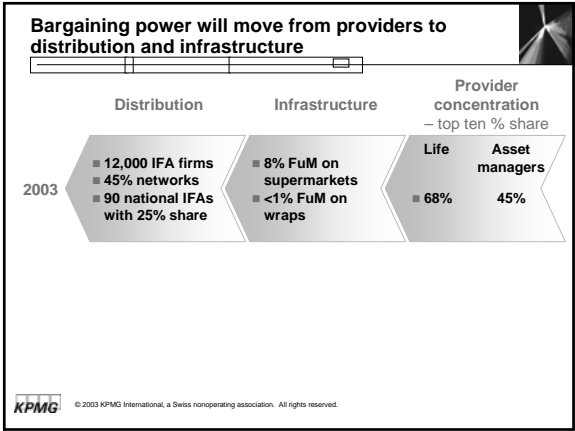 Bargaining power will move from providers to
distribution and infrastructure
Distribution
Infrastructure
Provider
concentration
– top ten % share
2003
12,000 IFA firms
45% networks
90 national IFAs
with 25% share
8% FuM on
supermarkets
<1% FuM on
wraps
Life
Asset
managers
68%
45%
KPMG
© 2003 KPMG International, a Swiss nonoperating association. All rights reserved.